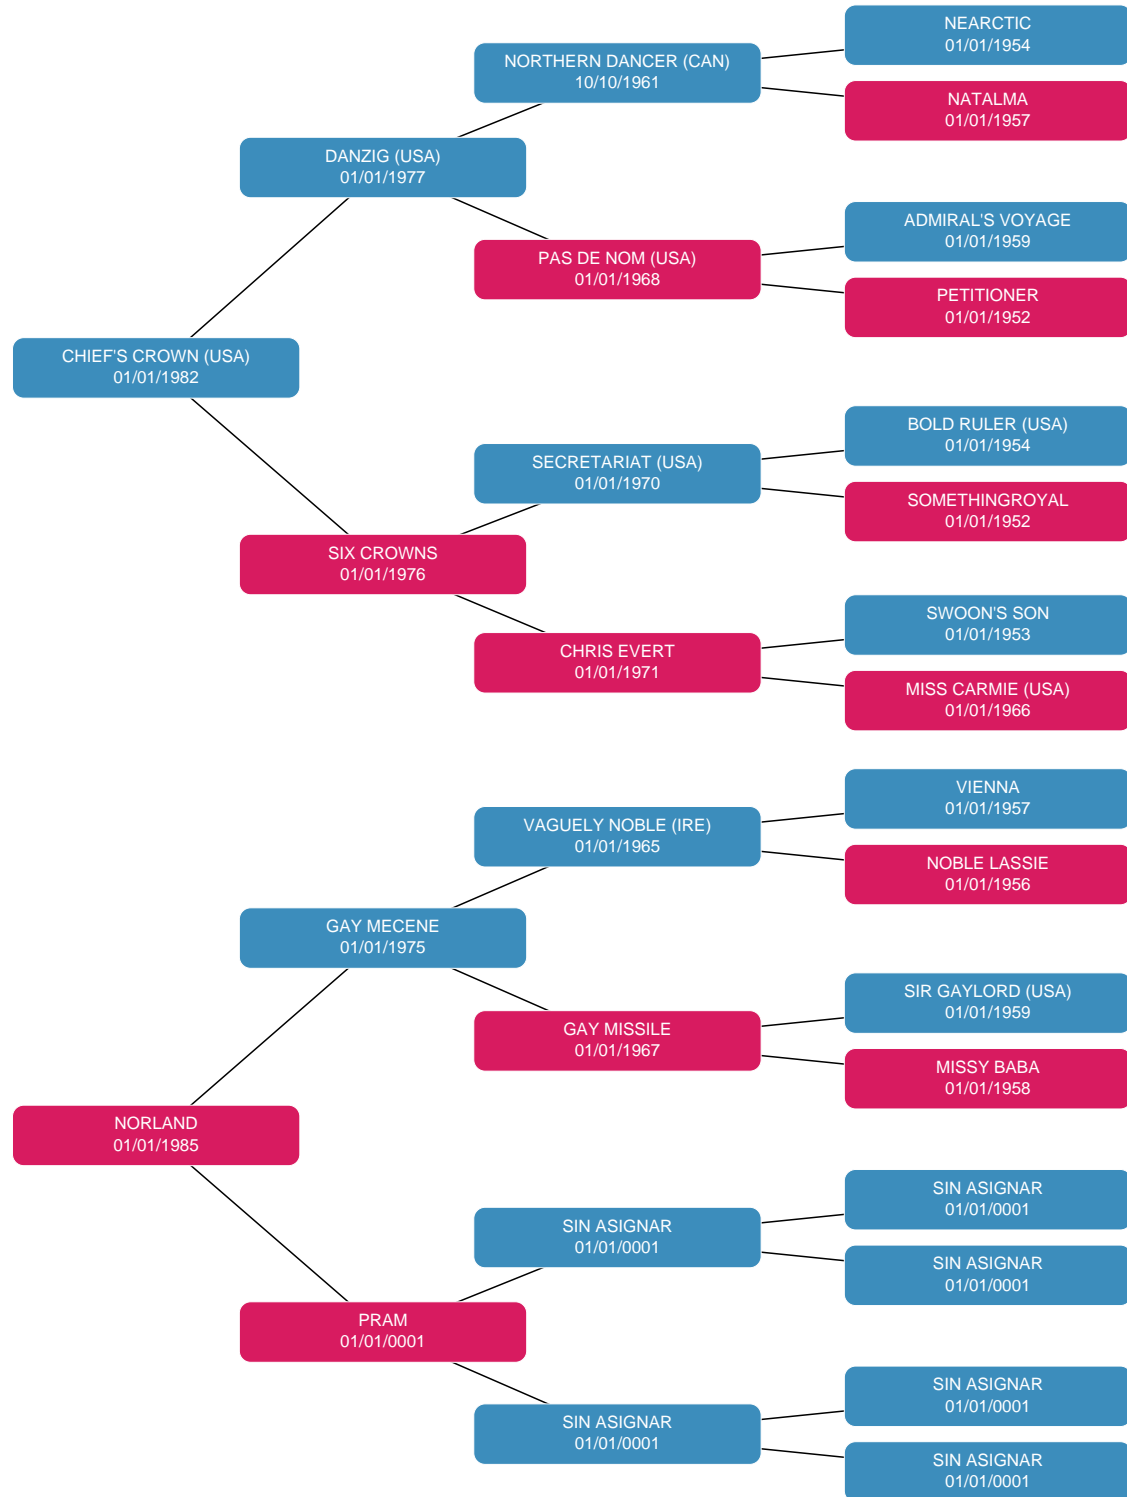 NEARCTIC
01/01/1954
NORTHERN DANCER (CAN)
10/10/1961
NATALMA
01/01/1957
DANZIG (USA)
01/01/1977
ADMIRAL'S VOYAGE
01/01/1959
PAS DE NOM (USA)
01/01/1968
PETITIONER
01/01/1952
CHIEF'S CROWN (USA)
01/01/1982
BOLD RULER (USA)
01/01/1954
SECRETARIAT (USA)
01/01/1970
SOMETHINGROYAL
01/01/1952
SIX CROWNS
01/01/1976
SWOON'S SON
01/01/1953
CHRIS EVERT
01/01/1971
MISS CARMIE (USA)
01/01/1966
VIENNA
01/01/1957
VAGUELY NOBLE (IRE)
01/01/1965
NOBLE LASSIE
01/01/1956
GAY MECENE
01/01/1975
SIR GAYLORD (USA)
01/01/1959
GAY MISSILE
01/01/1967
MISSY BABA
01/01/1958
NORLAND
01/01/1985
SIN ASIGNAR
01/01/0001
SIN ASIGNAR
01/01/0001
SIN ASIGNAR
01/01/0001
PRAM
01/01/0001
SIN ASIGNAR
01/01/0001
SIN ASIGNAR
01/01/0001
SIN ASIGNAR
01/01/0001